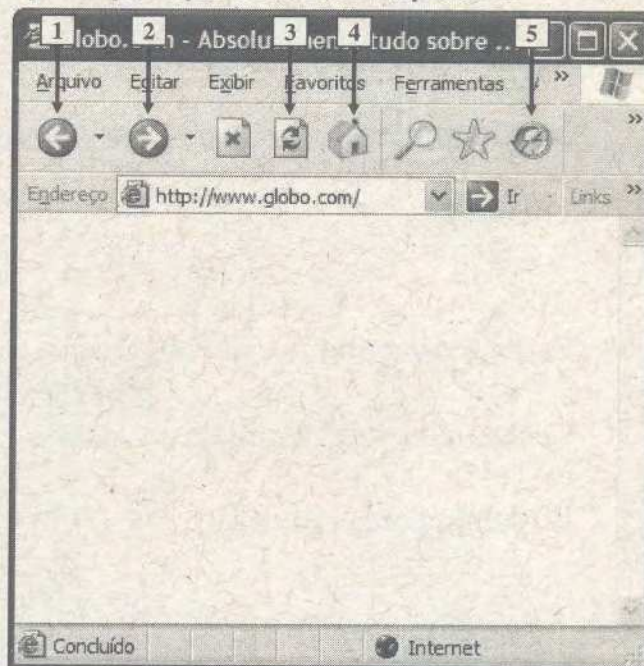 1 2 3 4 5
Globo. - Absolu tudo sobre ...
Arquivo Editar Exibir Favoritos Ferramentas »
»
Endereço http://www.globo.com/ Ir Links »
Concluído Internet